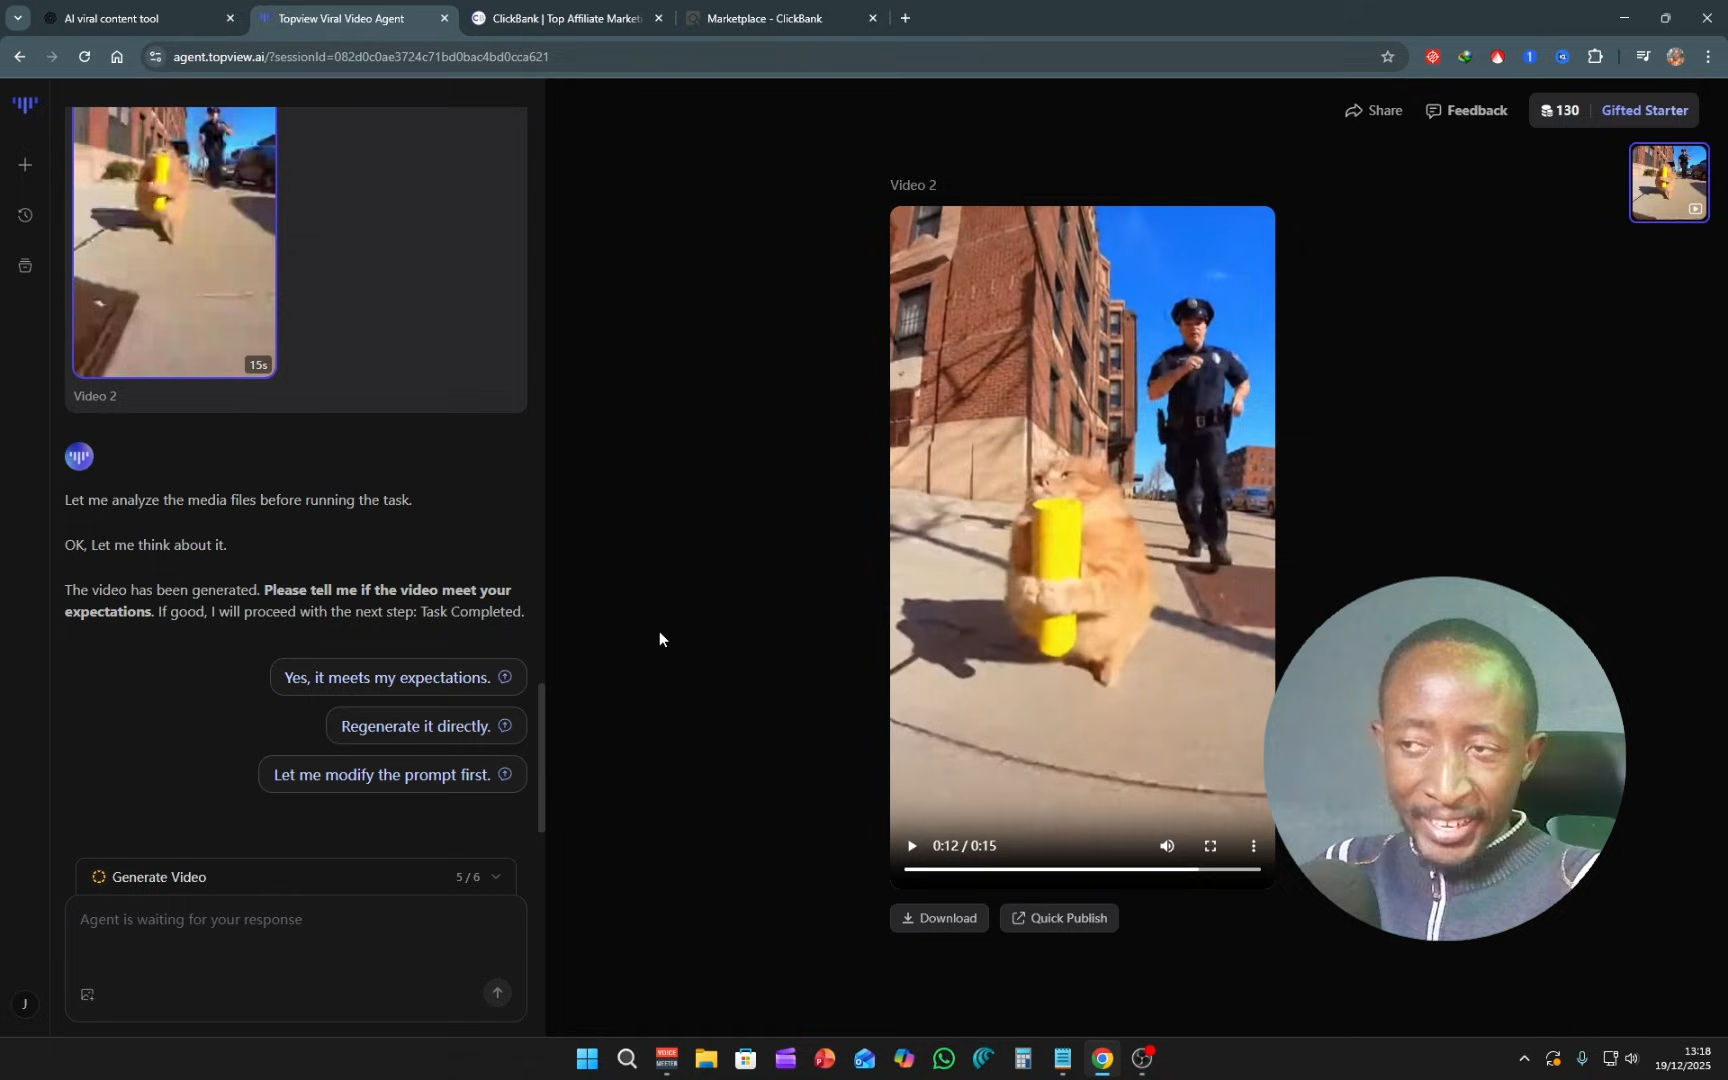 AI viral content tool
Topview Viral Video Agent
ClickBank | Top Affiliate Market
Marketplace - ClickBank
agent.topview.ai/?sessionId=082d0c0ae3724c71bd0bac4bd0cca621
Share
Feedback
130
Gifted Starter
15s
Video 2
Let me analyze the media files before running the task.
OK, Let me think about it.
The video has been generated. Please tell me if the video meet your
expectations. If good, I will proceed with the next step: Task Completed.
Yes, it meets my expectations.
Regenerate it directly.
Let me modify the prompt first.
Generate Video
5 / 6
Agent is waiting for your response
J
Video 2
0:12 / 0:15
Download
Quick Publish
VOICE
MEETER
13:18
19/12/2025